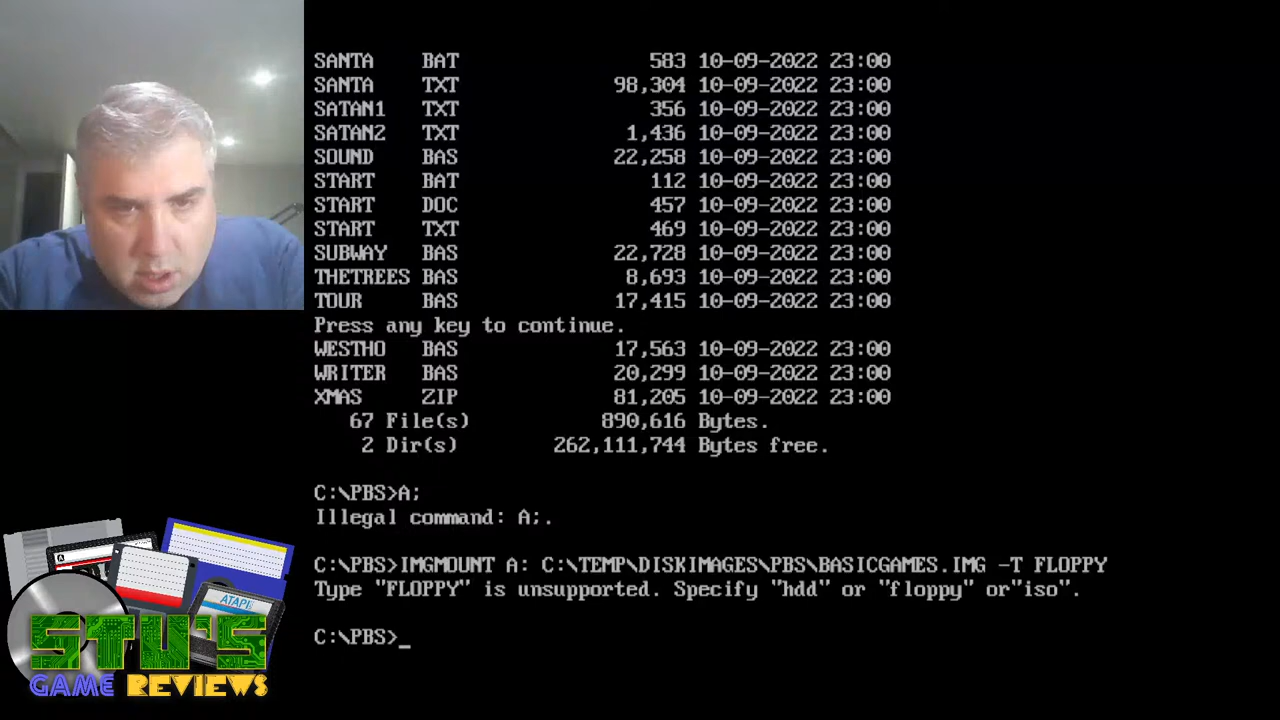 SANTA BAT 583 10-09-2022 23:00
SANTA TXT 98,304 10-09-2022 23:00
SATAN1 TXT 356 10-09-2022 23:00
SATAN2 TXT 1,436 10-09-2022 23:00
SOUND BAS 22,258 10-09-2022 23:00
START BAT 112 10-09-2022 23:00
START DOC 457 10-09-2022 23:00
START TXT 469 10-09-2022 23:00
SUBWAY BAS 22,728 10-09-2022 23:00
THETREES BAS 8,693 10-09-2022 23:00
TOUR BAS 17,415 10-09-2022 23:00
Press any key to continue.
WESTHO BAS 17,563 10-09-2022 23:00
WRITER BAS 20,299 10-09-2022 23:00
XMAS ZIP 81,205 10-09-2022 23:00
67 File(s) 890,616 Bytes.
2 Dir(s) 262,111,744 Bytes free.
C:\PBS>A;
Illegal command: A;.
C:\PBS>IMGMOUNT A: C:\TEMP\DISKIMAGES\PBS\BASICGAMES.IMG -T FLOPPY
Type "FLOPPY" is unsupported. Specify "hdd" or "floppy" or"iso".
C:\PBS>_
ATAPI
STU'S
GAME REVIEWS